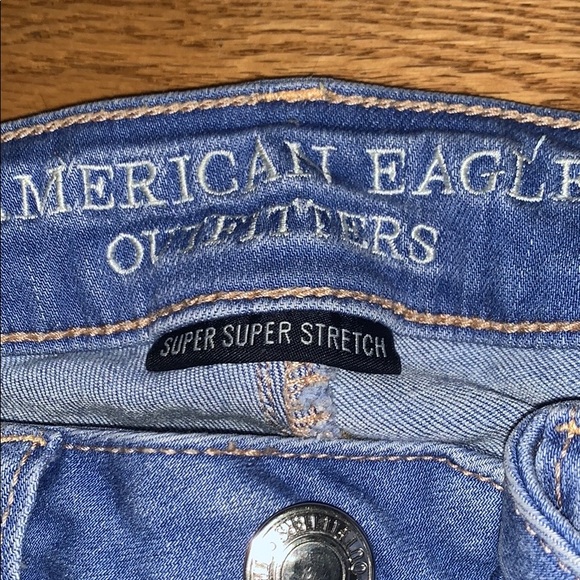 AMERICAN EAGLE
OUTFITTERS
SUPER SUPER STRETCH